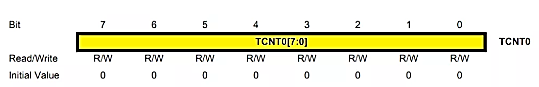 Bit 7 6 5 4 3 2 1 0
TCNT0[7:0] TCNT0
Read/Write R/W R/W R/W R/W R/W R/W R/W R/W
Initial Value 0 0 0 0 0 0 0 0